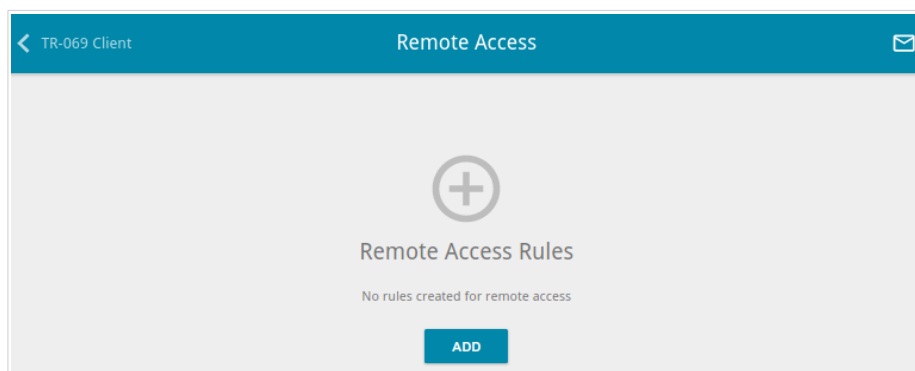 TR-069 Client
Remote Access
Remote Access Rules
No rules created for remote access
ADD